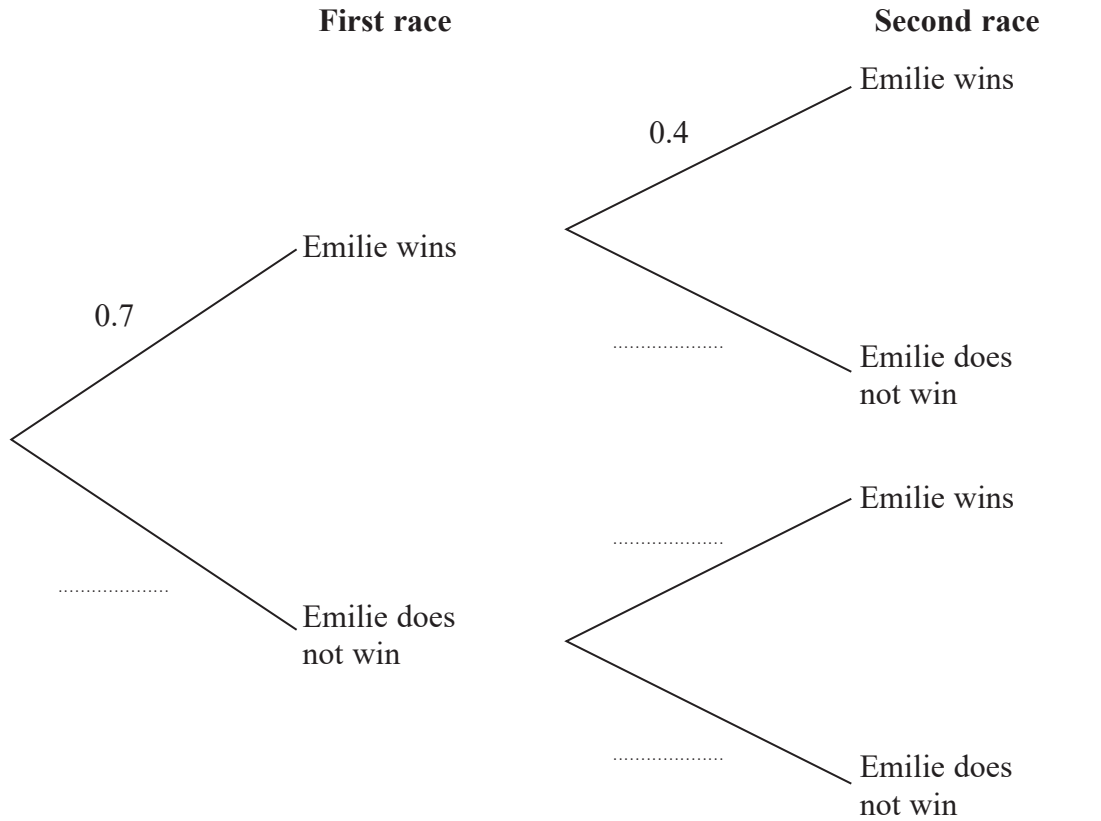 First race
Second race
Emilie wins
0.4
Emilie wins
0.7
Emilie does
not win
Emilie wins
Emilie does
not win
Emilie does
not win